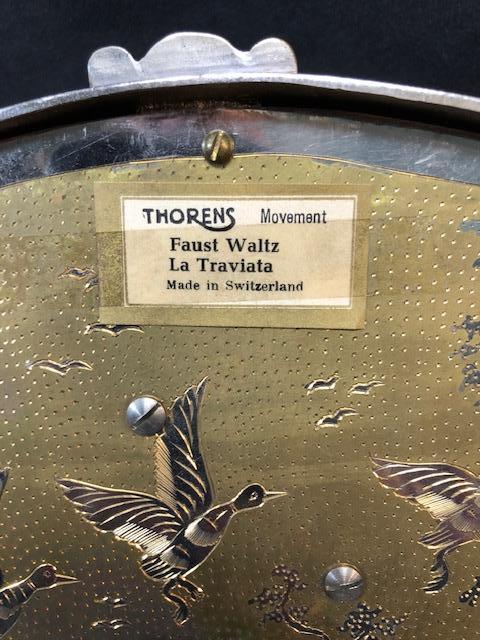 THORENS Movement
Faust Waltz
La Traviata
Made in Switzerland